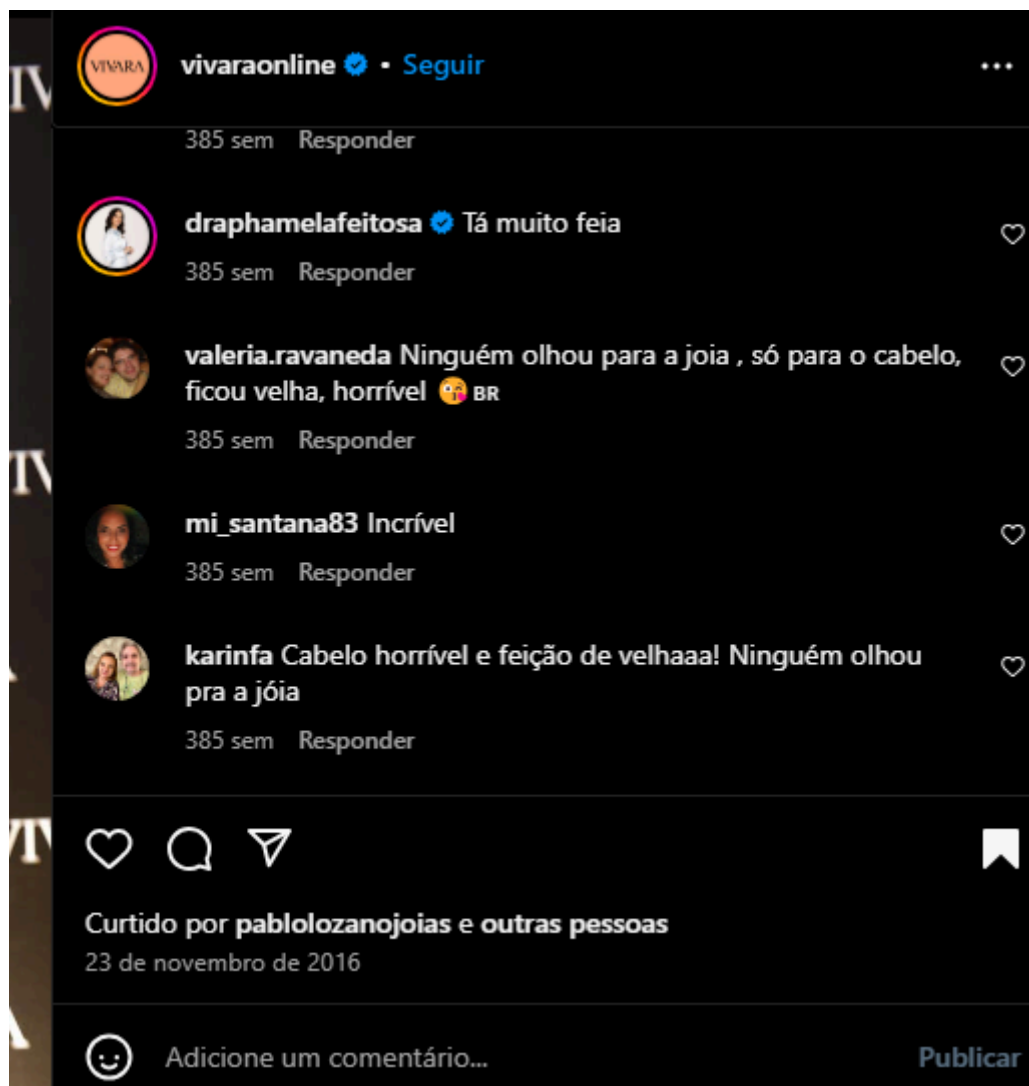 VIVARA
vivaraonline • Seguir
385 sem Responder
draphamelafeitosa Tá muito feia
385 sem Responder
valeria.ravaneda Ninguém olhou para a joia , só para o cabelo,
ficou velha, horrível 😘 BR
385 sem Responder
mi_santana83 Incrível
385 sem Responder
karinfa Cabelo horrível e feição de velhaaa! Ninguém olhou
pra a jóia
385 sem Responder
Curtido por pablolozanojoias e outras pessoas
23 de novembro de 2016
Adicione um comentário...
Publicar